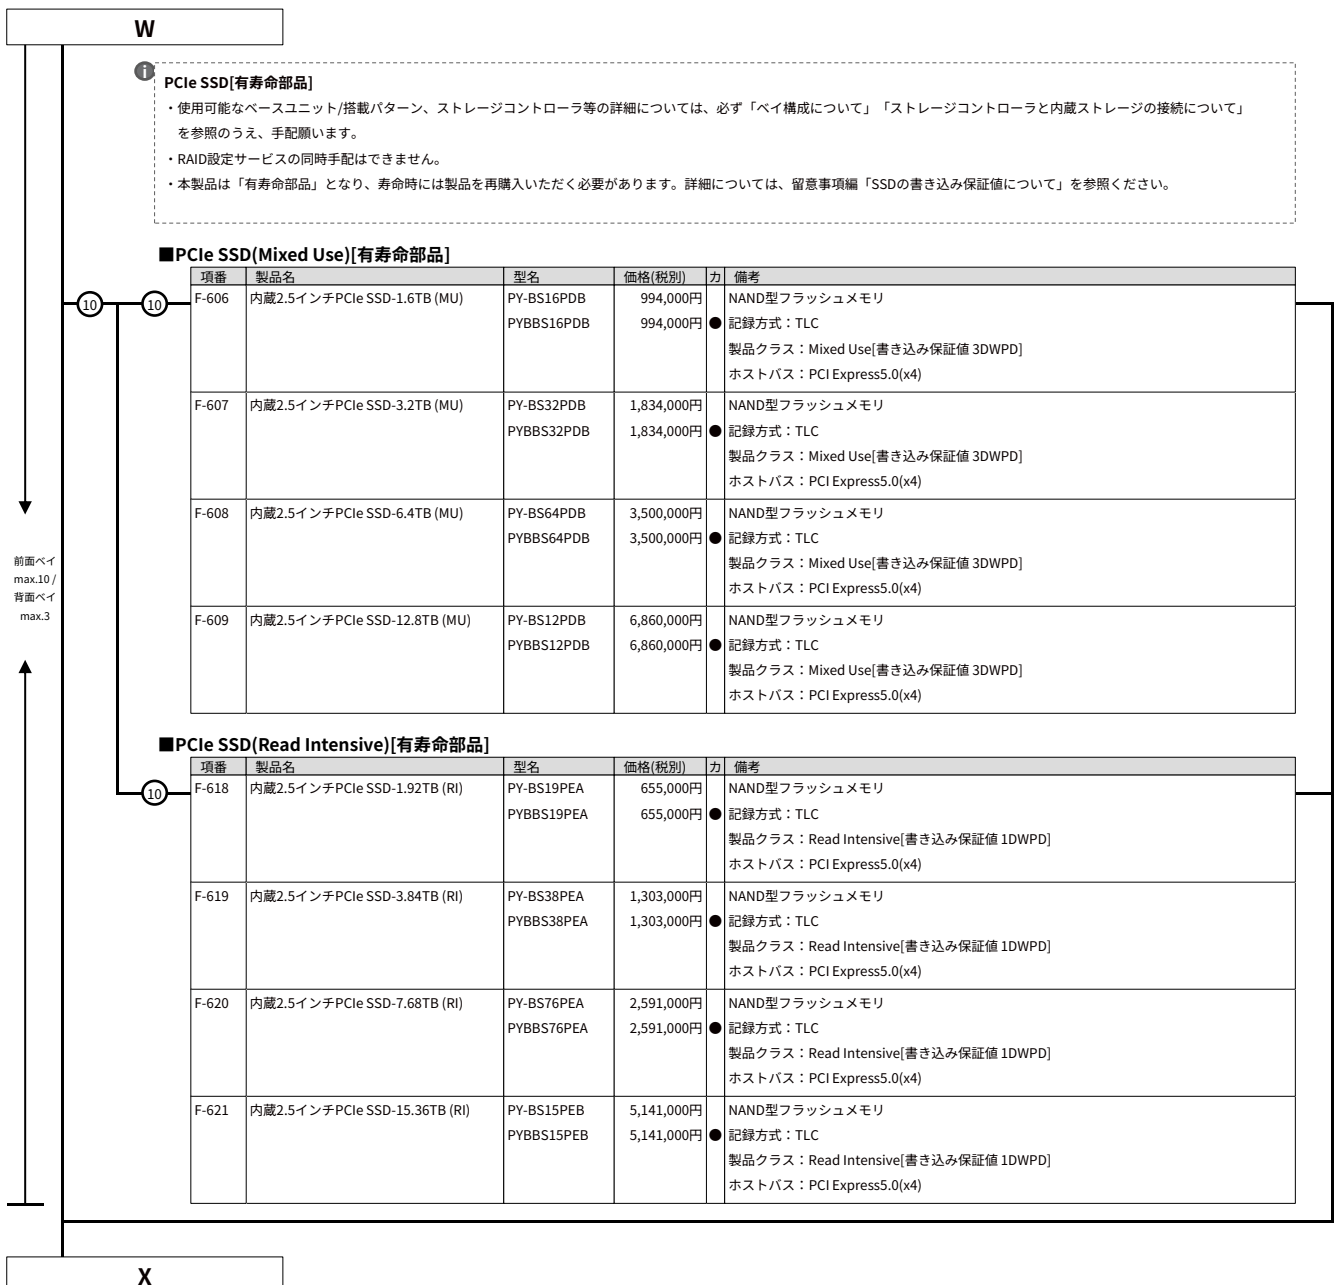 W
PCIe SSD[有寿命部品]
・使用可能なベースユニット/搭載パターン、ストレージコントローラ等の詳細については、必ず「ベイ構成について」「ストレージコントローラと内蔵ストレージの接続について」
を参照のうえ、手配願います。
・RAID設定サービスの同時手配はできません。
・本製品は「有寿命部品」となり、寿命時には製品を再購入いただく必要があります。詳細については、留意事項編「SSDの書き込み保証値について」を参照ください。
■PCIe SSD(Mixed Use)[有寿命部品]
項番 製品名 型名 価格(税別) カ 備考
10 10 F-606 内蔵2.5インチPCIe SSD-1.6TB (MU) PY-BS16PDB 994,000円 NAND型フラッシュメモリ
PYBBS16PDB 994,000円 ● 記録方式：TLC
製品クラス：Mixed Use[書き込み保証値 3DWPD]
ホストバス：PCI Express5.0(x4)
F-607 内蔵2.5インチPCIe SSD-3.2TB (MU) PY-BS32PDB 1,834,000円 NAND型フラッシュメモリ
PYBBS32PDB 1,834,000円 ● 記録方式：TLC
製品クラス：Mixed Use[書き込み保証値 3DWPD]
ホストバス：PCI Express5.0(x4)
F-608 内蔵2.5インチPCIe SSD-6.4TB (MU) PY-BS64PDB 3,500,000円 NAND型フラッシュメモリ
PYBBS64PDB 3,500,000円 ● 記録方式：TLC
製品クラス：Mixed Use[書き込み保証値 3DWPD]
ホストバス：PCI Express5.0(x4)
前面ベイ
max.10 /
背面ベイ
max.3
F-609 内蔵2.5インチPCIe SSD-12.8TB (MU) PY-BS12PDB 6,860,000円 NAND型フラッシュメモリ
PYBBS12PDB 6,860,000円 ● 記録方式：TLC
製品クラス：Mixed Use[書き込み保証値 3DWPD]
ホストバス：PCI Express5.0(x4)
■PCIe SSD(Read Intensive)[有寿命部品]
項番 製品名 型名 価格(税別) カ 備考
10 F-618 内蔵2.5インチPCIe SSD-1.92TB (RI) PY-BS19PEA 655,000円 NAND型フラッシュメモリ
PYBBS19PEA 655,000円 ● 記録方式：TLC
製品クラス：Read Intensive[書き込み保証値 1DWPD]
ホストバス：PCI Express5.0(x4)
F-619 内蔵2.5インチPCIe SSD-3.84TB (RI) PY-BS38PEA 1,303,000円 NAND型フラッシュメモリ
PYBBS38PEA 1,303,000円 ● 記録方式：TLC
製品クラス：Read Intensive[書き込み保証値 1DWPD]
ホストバス：PCI Express5.0(x4)
F-620 内蔵2.5インチPCIe SSD-7.68TB (RI) PY-BS76PEA 2,591,000円 NAND型フラッシュメモリ
PYBBS76PEA 2,591,000円 ● 記録方式：TLC
製品クラス：Read Intensive[書き込み保証値 1DWPD]
ホストバス：PCI Express5.0(x4)
F-621 内蔵2.5インチPCIe SSD-15.36TB (RI) PY-BS15PEB 5,141,000円 NAND型フラッシュメモリ
PYBBS15PEB 5,141,000円 ● 記録方式：TLC
製品クラス：Read Intensive[書き込み保証値 1DWPD]
ホストバス：PCI Express5.0(x4)
X